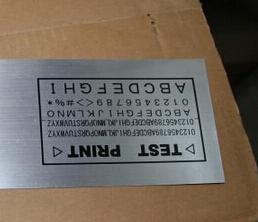 ▷ TEST PRINT ◁
0123456789ABCDEFGHIJKLMNOPQRSTUVWXYZ
0123456789ABCDEFGHIJKLMNOPQRSTUVWXYZ
ABCDEFGHIJKLMNO
0123456789<>#%*
ABCDEFGHI